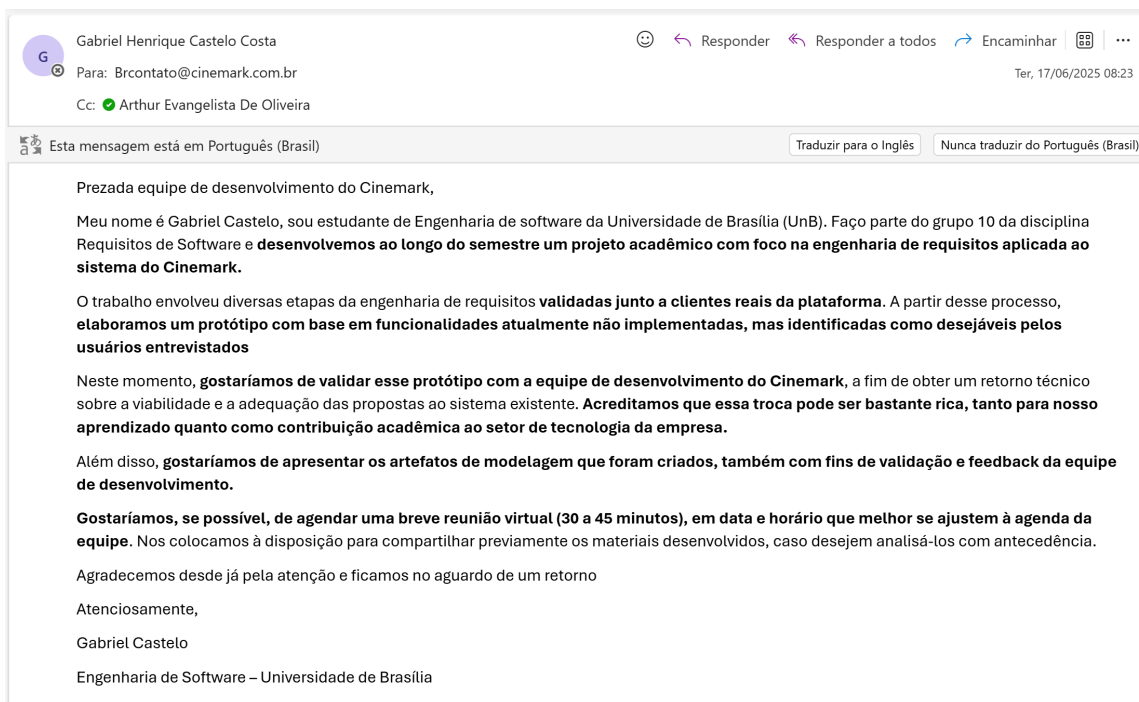 Gabriel Henrique Castelo Costa
Responder
Responder a todos
Encaminhar
G
Para: Brcontato@cinemark.com.br
Ter, 17/06/2025 08:23
Cc: Arthur Evangelista De Oliveira
Esta mensagem está em Português (Brasil)
Traduzir para o Inglês
Nunca traduzir do Português (Brasil)
Prezada equipe de desenvolvimento do Cinemark,
Meu nome é Gabriel Castelo, sou estudante de Engenharia de software da Universidade de Brasília (UnB). Faço parte do grupo 10 da disciplina
Requisitos de Software e desenvolvemos ao longo do semestre um projeto acadêmico com foco na engenharia de requisitos aplicada ao
sistema do Cinemark.
O trabalho envolveu diversas etapas da engenharia de requisitos validadas junto a clientes reais da plataforma. A partir desse processo,
elaboramos um protótipo com base em funcionalidades atualmente não implementadas, mas identificadas como desejáveis pelos
usuários entrevistados
Neste momento, gostaríamos de validar esse protótipo com a equipe de desenvolvimento do Cinemark, a fim de obter um retorno técnico
sobre a viabilidade e a adequação das propostas ao sistema existente. Acreditamos que essa troca pode ser bastante rica, tanto para nosso
aprendizado quanto como contribuição acadêmica ao setor de tecnologia da empresa.
Além disso, gostaríamos de apresentar os artefatos de modelagem que foram criados, também com fins de validação e feedback da equipe
de desenvolvimento.
Gostaríamos, se possível, de agendar uma breve reunião virtual (30 a 45 minutos), em data e horário que melhor se ajustem à agenda da
equipe. Nos colocamos à disposição para compartilhar previamente os materiais desenvolvidos, caso desejem analisá-los com antecedência.
Agradecemos desde já pela atenção e ficamos no aguardo de um retorno
Atenciosamente,
Gabriel Castelo
Engenharia de Software – Universidade de Brasília